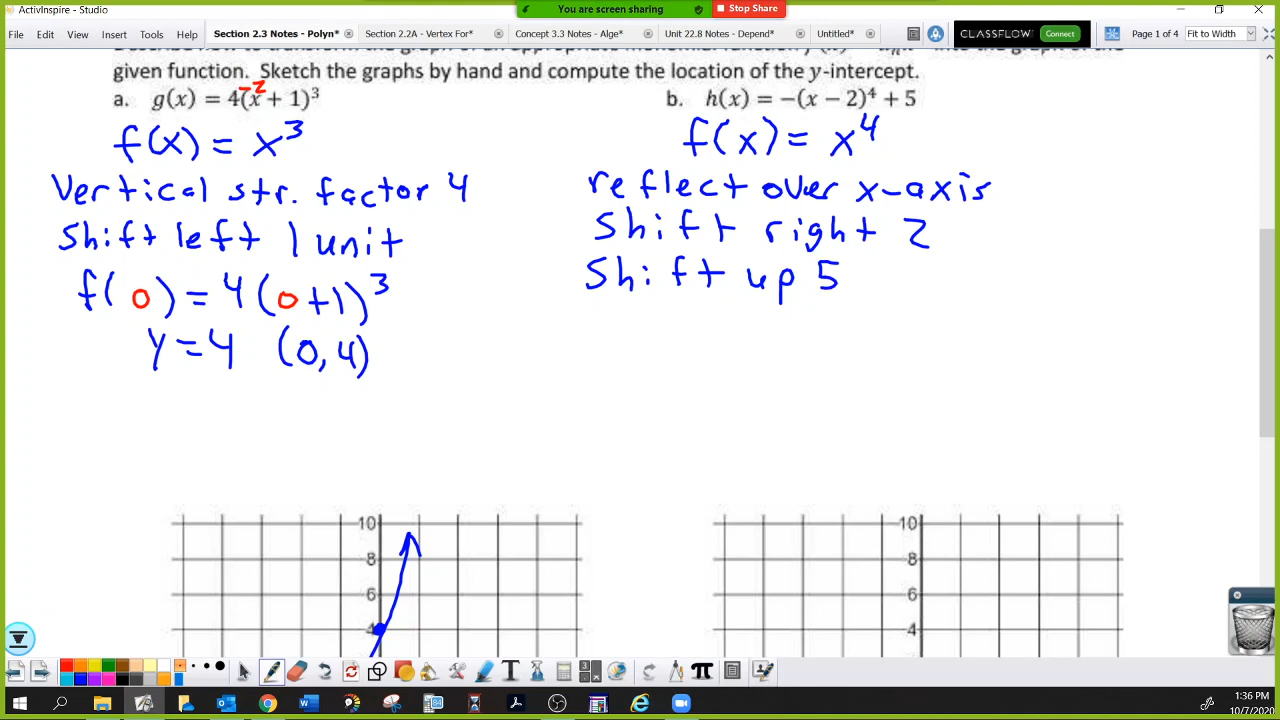 ActivInspire - Studio
You are screen sharing
Stop Share
File Edit View Insert Tools Help
Section 2.3 Notes - Polyn*
Section 2.2A - Vertex For*
Concept 3.3 Notes - Alge*
Unit 22.8 Notes - Depend*
Untitled*
CLASSFLOW Connect
Page 1 of 4
Fit to Width
given function. Sketch the graphs by hand and compute the location of the y-intercept.
-2
a. g(x) = 4(x + 1)³
b. h(x) = −(x − 2)⁴ + 5
f(x) = x³
f(x) = x⁴
Vertical str. factor 4
reflect over x-axis
Shift left 1 unit
Shift right 2
f(0) = 4(0+1)³
Shift up 5
y = 4 (0,4)
10
10
8
8
6
6
4
4
1:36 PM
10/7/2020